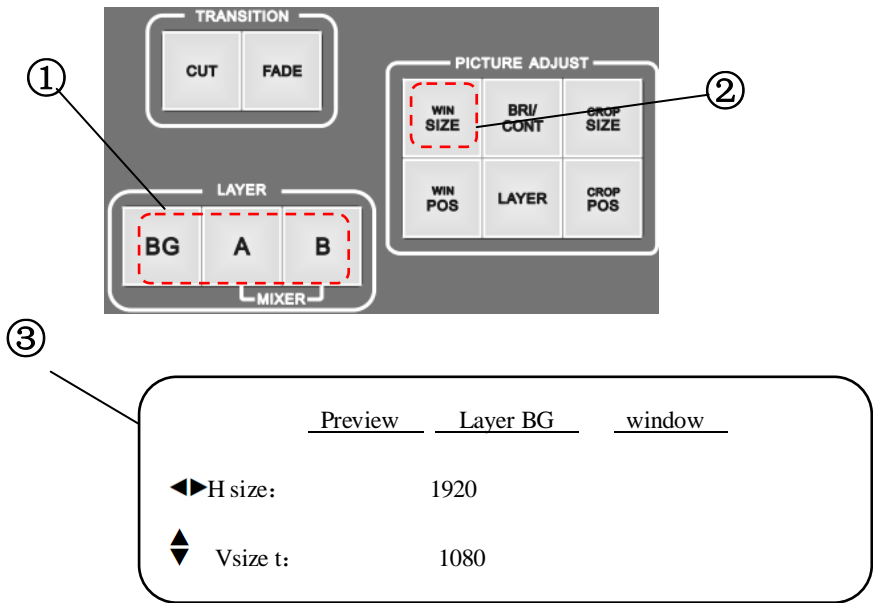 TRANSITION
①
CUT FADE
PICTURE ADJUST
②
WIN SIZE
BRI/ CONT
CROP SIZE
WIN POS
LAYER
CROP POS
LAYER
BG A B
MIXER
③
Preview Layer BG window
◀▶H size: 1920
▲▼ Vsize t: 1080